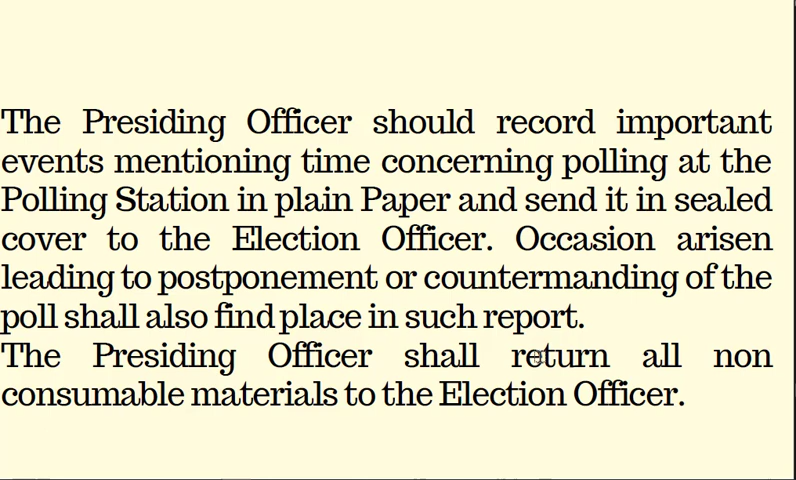 The Presiding Officer should record important
events mentioning time concerning polling at the
Polling Station in plain Paper and send it in sealed
cover to the Election Officer. Occasion arisen
leading to postponement or countermanding of the
poll shall also find place in such report.
The Presiding Officer shall return all non
consumable materials to the Election Officer.